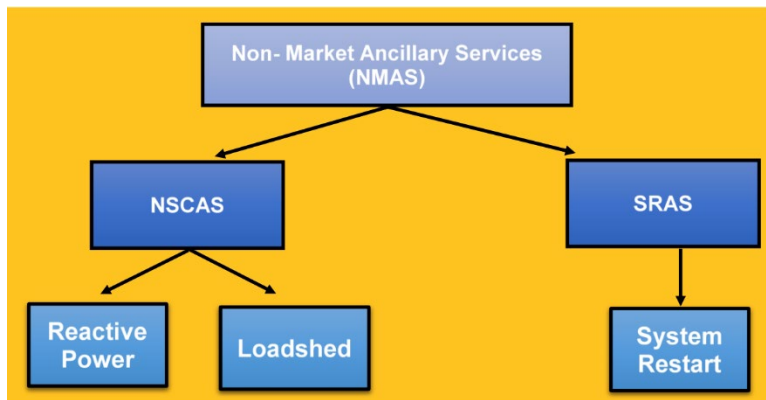 Non- Market Ancillary Services
(NMAS)
NSCAS
SRAS
Reactive
Power
Loadshed
System
Restart